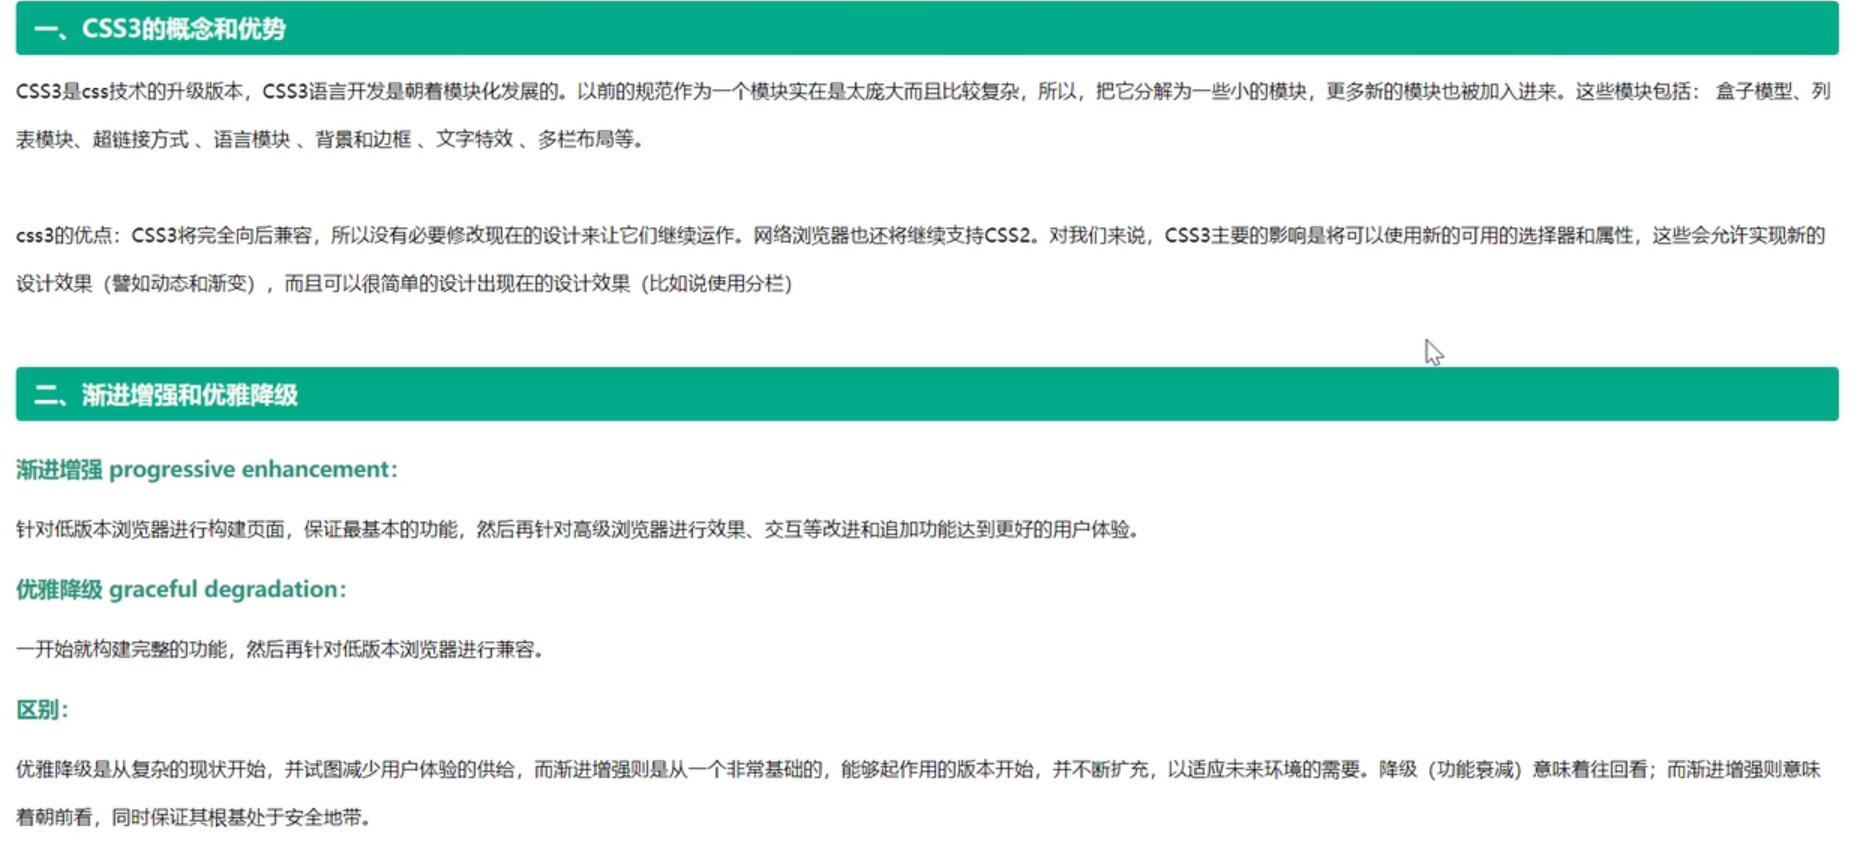 一、CSS3的概念和优势
CSS3是css技术的升级版本，CSS3语言开发是朝着模块化发展的。以前的规范作为一个模块实在是太庞大而且比较复杂，所以，把它分解为一些小的模块，更多新的模块也被加入进来。这些模块包括： 盒子模型、列
表模块、超链接方式 、语言模块 、背景和边框 、文字特效 、多栏布局等。
css3的优点：CSS3将完全向后兼容，所以没有必要修改现在的设计来让它们继续运作。网络浏览器也还将继续支持CSS2。对我们来说，CSS3主要的影响是将可以使用新的可用的选择器和属性，这些会允许实现新的
设计效果（譬如动态和渐变），而且可以很简单的设计出现在的设计效果（比如说使用分栏）
二、渐进增强和优雅降级
渐进增强 progressive enhancement：
针对低版本浏览器进行构建页面，保证最基本的功能，然后再针对高级浏览器进行效果、交互等改进和追加功能达到更好的用户体验。
优雅降级 graceful degradation：
一开始就构建完整的功能，然后再针对低版本浏览器进行兼容。
区别：
优雅降级是从复杂的现状开始，并试图减少用户体验的供给，而渐进增强则是从一个非常基础的，能够起作用的版本开始，并不断扩充，以适应未来环境的需要。降级（功能衰减）意味着往回看；而渐进增强则意味
着朝前看，同时保证其根基处于安全地带。